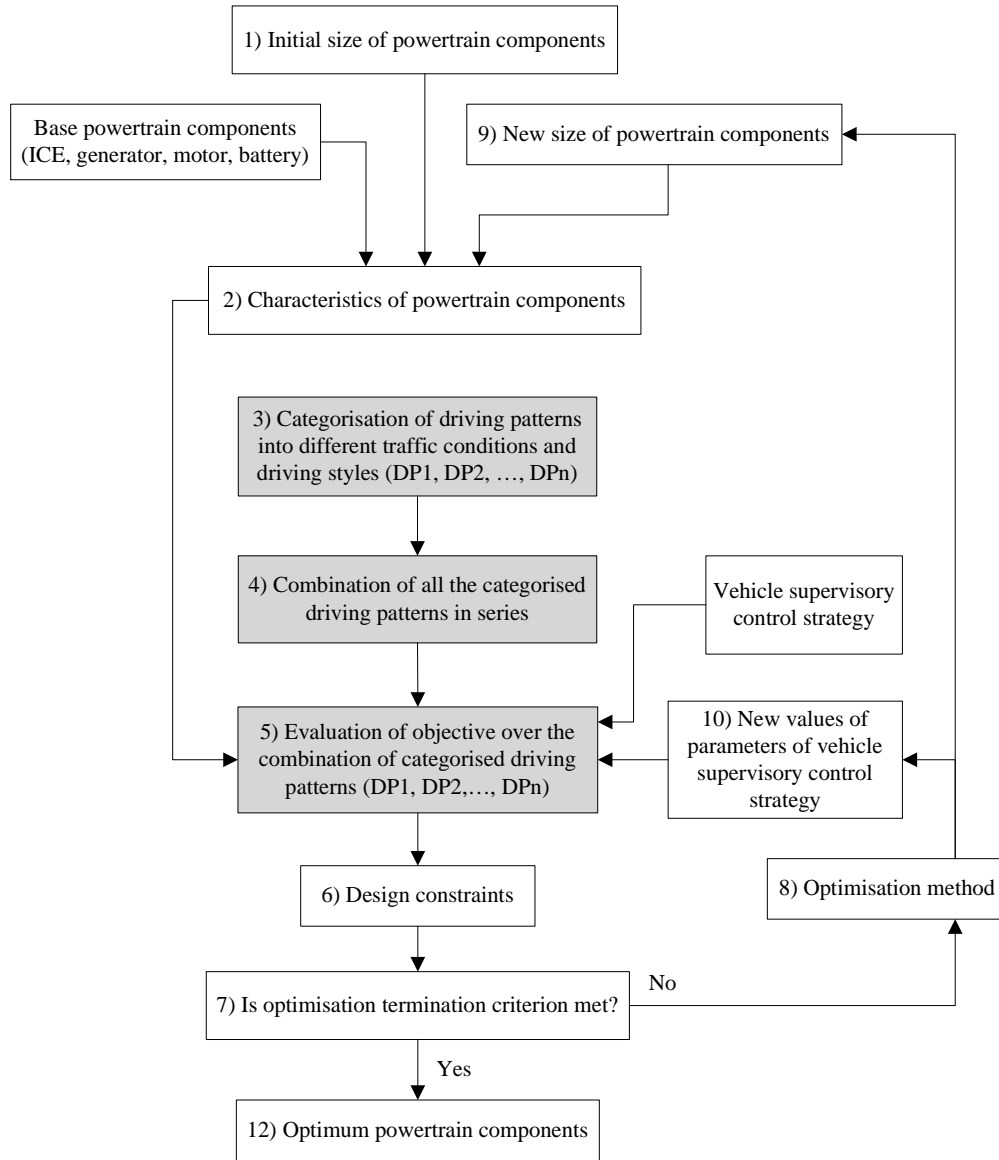 1) Initial size of powertrain components
Base powertrain components
(ICE, generator, motor, battery)
9) New size of powertrain components
2) Characteristics of powertrain components
3) Categorisation of driving patterns
into different traffic conditions and
driving styles (DP1, DP2, …, DPn)
4) Combination of all the categorised
driving patterns in series
Vehicle supervisory
control strategy
5) Evaluation of objective over the
combination of categorised driving
patterns (DP1, DP2,…, DPn)
10) New values of
parameters of vehicle
supervisory control
strategy
6) Design constraints
8) Optimisation method
7) Is optimisation termination criterion met?
No
Yes
12) Optimum powertrain components